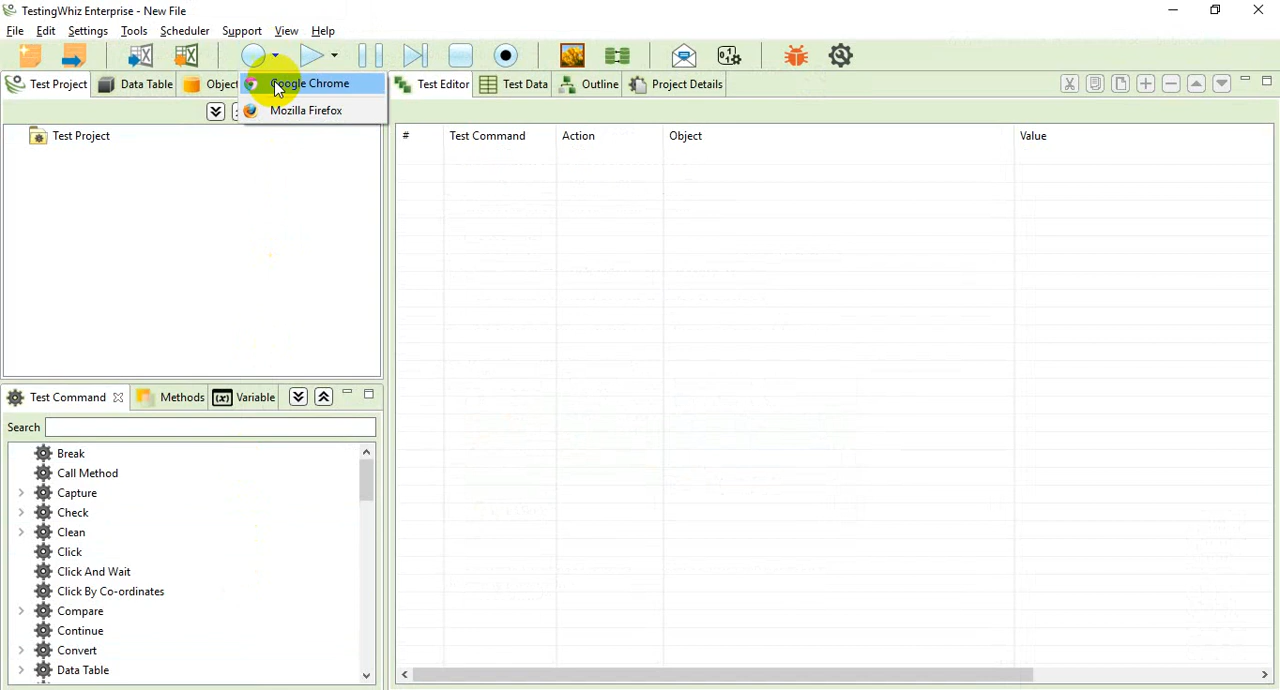 TestingWhiz Enterprise - New File
File Edit Settings Tools Scheduler Support View Help
Test Project Data Table Object Google Chrome Test Editor Test Data Outline Project Details
Mozilla Firefox
Test Project
# Test Command Action Object Value
Test Command Methods (x) Variable
Search
Break
Call Method
Capture
Check
Clean
Click
Click And Wait
Click By Co-ordinates
Compare
Continue
Convert
Data Table